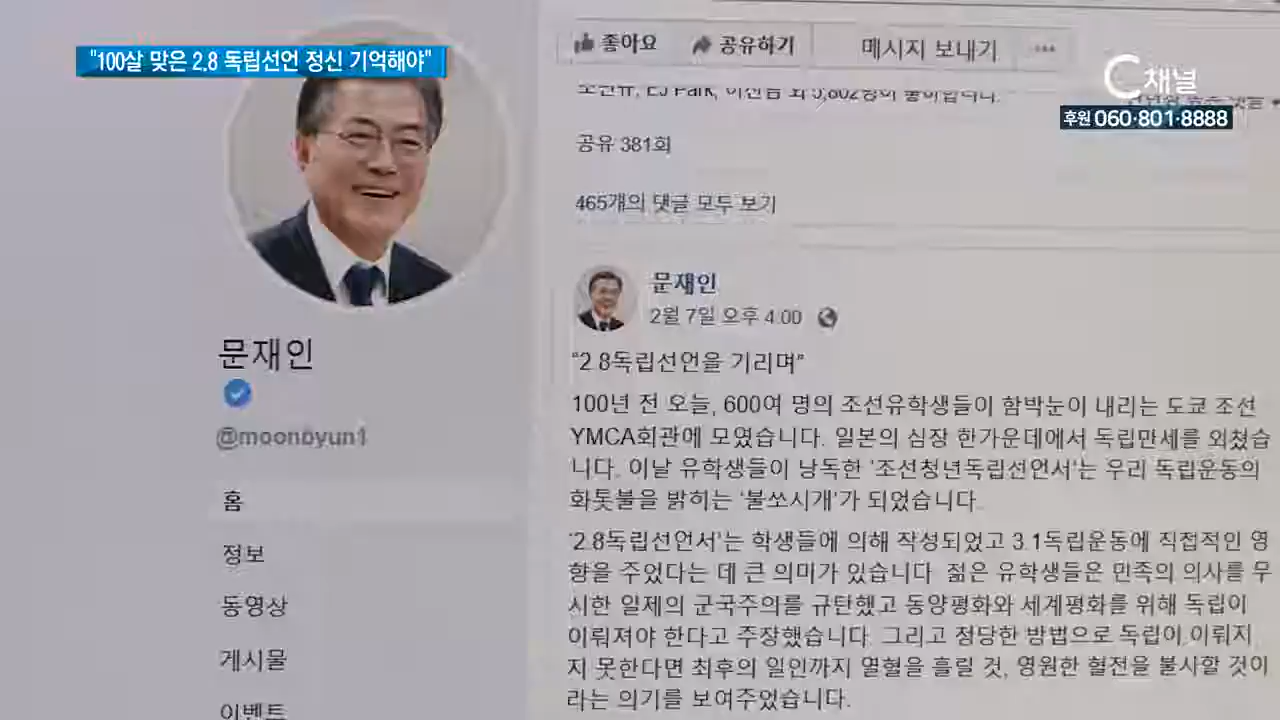 "100살 맞은 2.8 독립선언 정신 기억해야"
C채널
후원 060·801·8888
좋아요 공유하기 메시지 보내기 ···
공유 381회
465개의 댓글 모두 보기
문재인
@moonbyun1
홈
정보
동영상
게시물
이벤트
문재인
2월 7일 오후 4:00
"2.8독립선언을 기리며"
100년 전 오늘, 600여 명의 조선유학생들이 함박눈이 내리는 도쿄 조선
YMCA회관에 모였습니다. 일본의 심장 한가운데에서 독립만세를 외쳤습
니다. 이날 유학생들이 낭독한 '조선청년독립선언서'는 우리 독립운동의
화톳불을 밝히는 '불쏘시개'가 되었습니다.
'2.8독립선언서'는 학생들에 의해 작성되었고 3.1독립운동에 직접적인 영
향을 주었다는 데 큰 의미가 있습니다. 젊은 유학생들은 민족의 의사를 무
시한 일제의 군국주의를 규탄했고 동양평화와 세계평화를 위해 독립이
이뤄져야 한다고 주장했습니다. 그리고 정당한 방법으로 독립이 이뤄지
지 못한다면 최후의 일인까지 열혈을 흘릴 것, 영원한 혈전을 불사할 것이
라는 의기를 보여주었습니다.